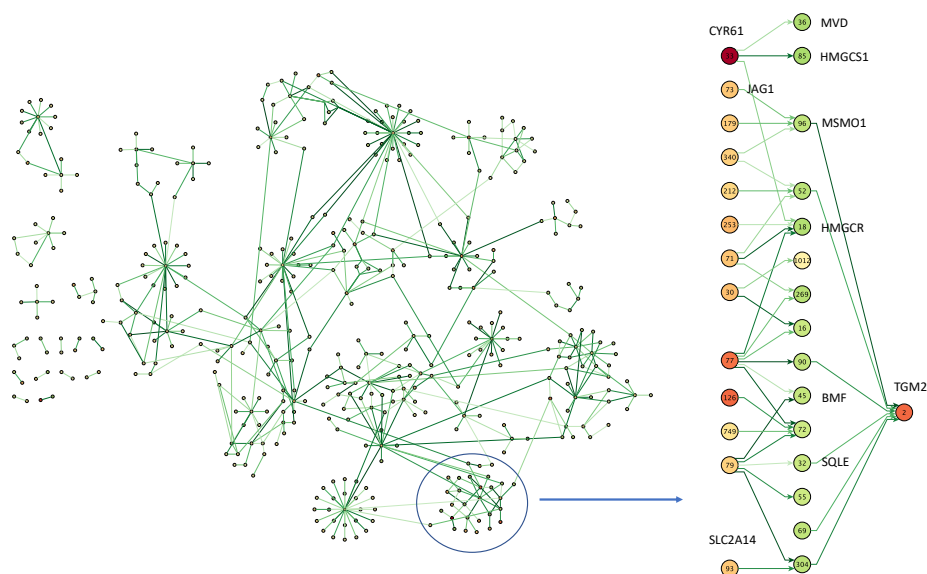 36 MVD
CYR61
85 HMGCS1
73 JAG1
179 96 MSMO1
340
212 52
253 18 HMGCR
71 1012
30 269
16
77 90
TGM2
126 45 BMF
2
749 72
79 32 SQLE
55
69
SLC2A14
93 304